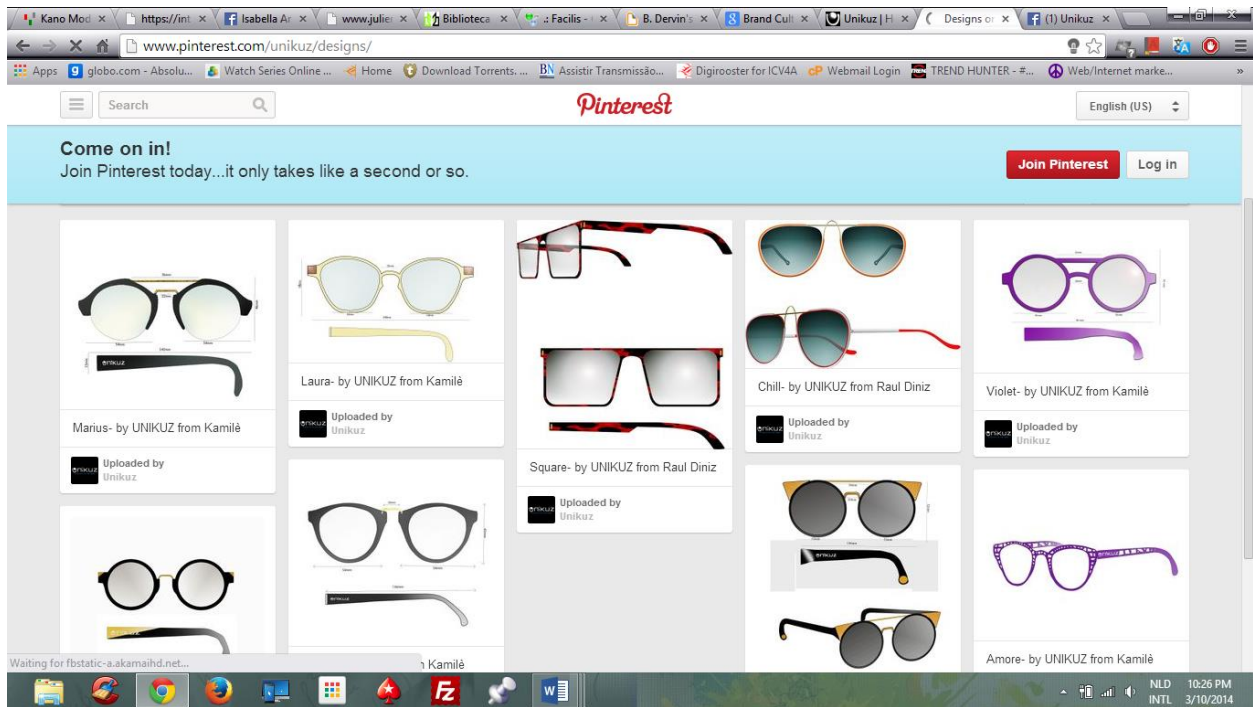 Kano Mod
https://int
Isabella Ar
www.julier
Biblioteca
.: Facilis -
B. Dervin's
Brand Cult
Unikuz | H
Designs or
(1) Unikuz
www.pinterest.com/unikuz/designs/
Apps
globo.com - Absolu...
Watch Series Online ...
Home
Download Torrents. ...
BN Assistir Transmissão...
Digirooster for ICV4A
cP Webmail Login
TREND HUNTER - #...
Web/Internet marke...
»
Search
Pinterest
English (US)
Come on in!
Join Pinterest today...it only takes like a second or so.
Join Pinterest
Log in
UNIKUZ
Marius- by UNIKUZ from Kamilè
Uploaded by
Unikuz
Laura- by UNIKUZ from Kamilè
Uploaded by
Unikuz
Square- by UNIKUZ from Raul Diniz
Uploaded by
Unikuz
Chill- by UNIKUZ from Raul Diniz
Uploaded by
Unikuz
Violet- by UNIKUZ from Kamilè
Uploaded by
Unikuz
Kamilè
Amore- by UNIKUZ from Kamilè
Waiting for fbstatic-a.akamaihd.net...
NLD
INTL
10:26 PM
3/10/2014